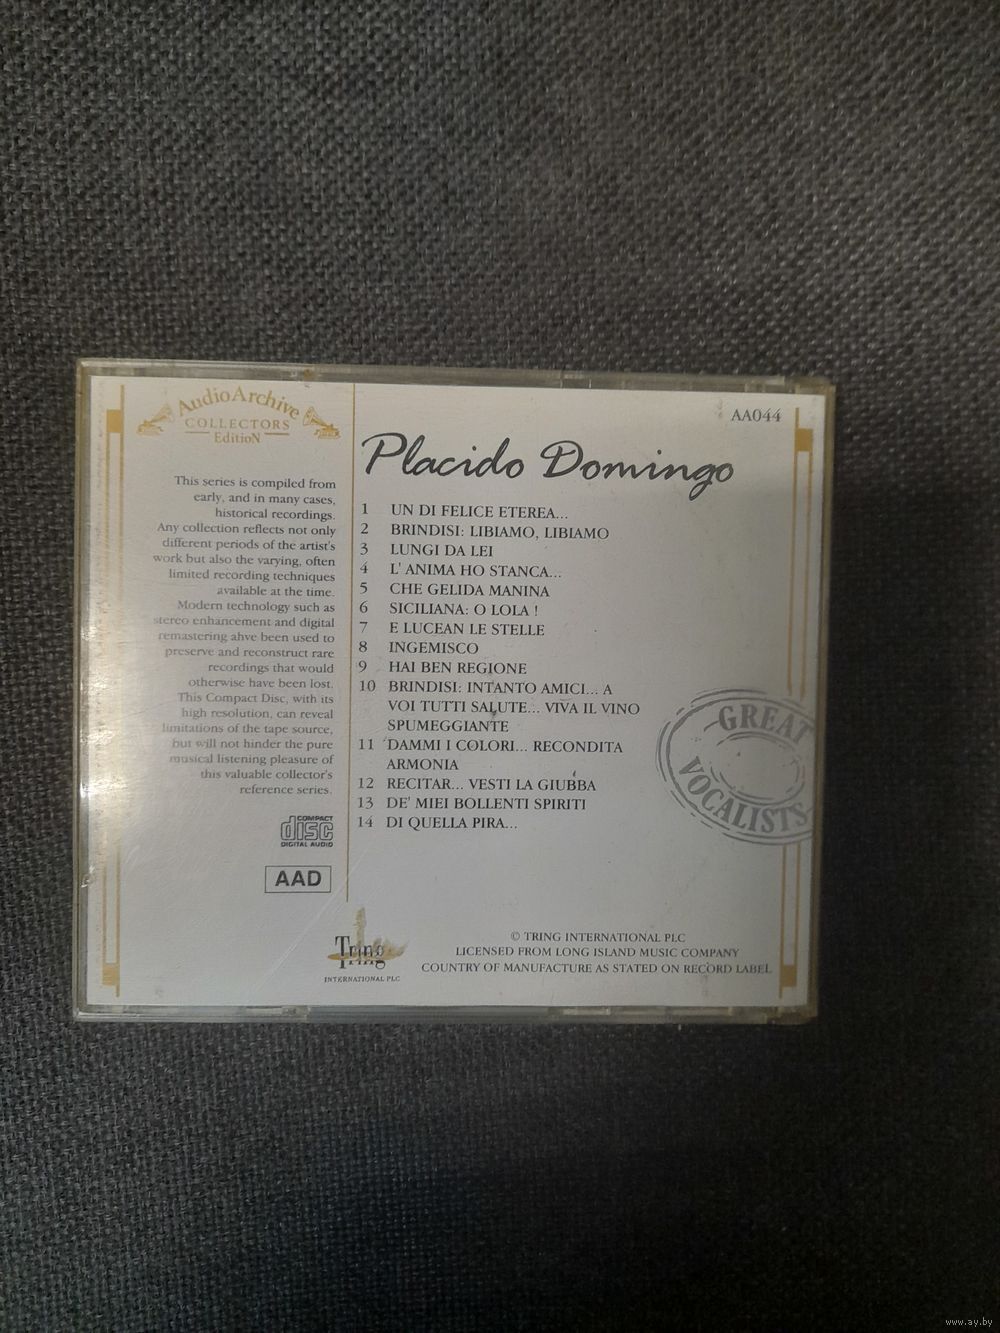 AudioArchive
COLLECTORS
EditioN
This series is compiled from
early, and in many cases,
historical recordings.
Any collection reflects not only
different periods of the artist's
work but also the varying, often
limited recording techniques
available at the time.
Modern technology such as
stereo enhancement and digital
remastering ahve been used to
preserve and reconstruct rare
recordings that would
otherwise have been lost.
This Compact Disc, with its
high resolution, can reveal
limitations of the tape source,
but will not hinder the pure
musical listening pleasure of
this valuable collector's
reference series.
COMPACT
disc
DIGITAL AUDIO
AAD
AA044
Placido Domingo
1 UN DI FELICE ETEREA...
2 BRINDISI: LIBIAMO, LIBIAMO
3 LUNGI DA LEI
4 L' ANIMA HO STANCA...
5 CHE GELIDA MANINA
6 SICILIANA: O LOLA !
7 E LUCEAN LE STELLE
8 INGEMISCO
9 HAI BEN REGIONE
10 BRINDISI: INTANTO AMICI... A
VOI TUTTI SALUTE... VIVA IL VINO
SPUMEGGIANTE
11 DAMMI I COLORI... RECONDITA
ARMONIA
12 RECITAR... VESTI LA GIUBBA
13 DE' MIEI BOLLENTI SPIRITI
14 DI QUELLA PIRA...
GREAT
VOCALISTS
Tring
INTERNATIONAL PLC
© TRING INTERNATIONAL PLC
LICENSED FROM LONG ISLAND MUSIC COMPANY
COUNTRY OF MANUFACTURE AS STATED ON RECORD LABEL
www.ay.by